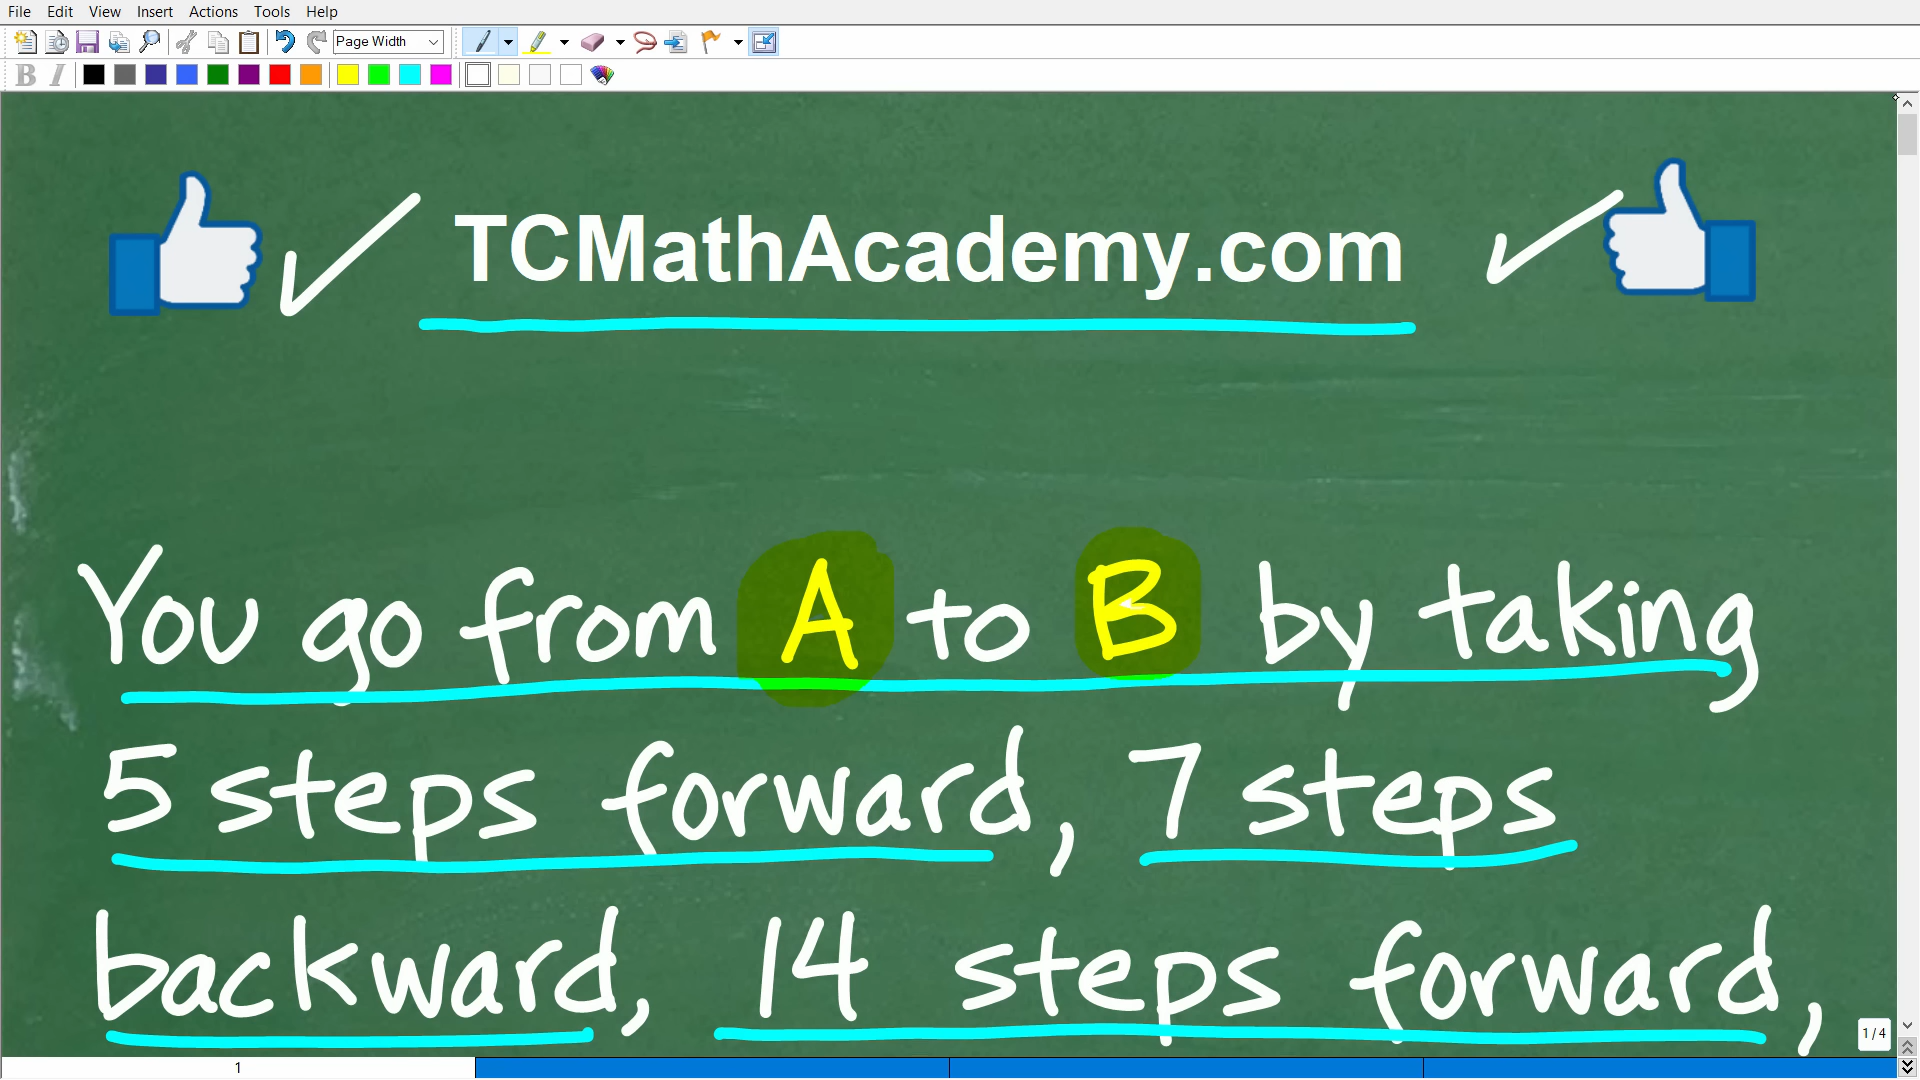 File Edit View Insert Actions Tools Help
Page Width
B I
TCMathAcademy.com
You go from A to B by taking
5 steps forward, 7 steps
backward, 14 steps forward,
1 / 4
1